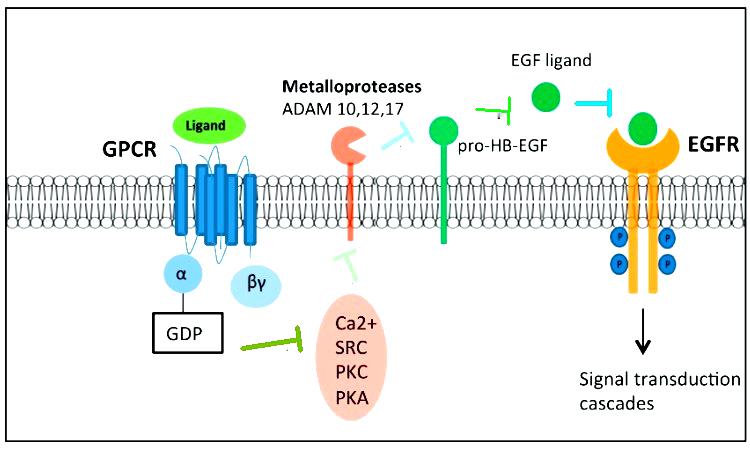 EGF ligand
Metalloproteases
ADAM 10,12,17
Ligand
GPCR
pro-HB-EGF
EGFR
α
βγ
P
P
P
P
GDP
Ca2+
SRC
PKC
PKA
Signal transduction
cascades